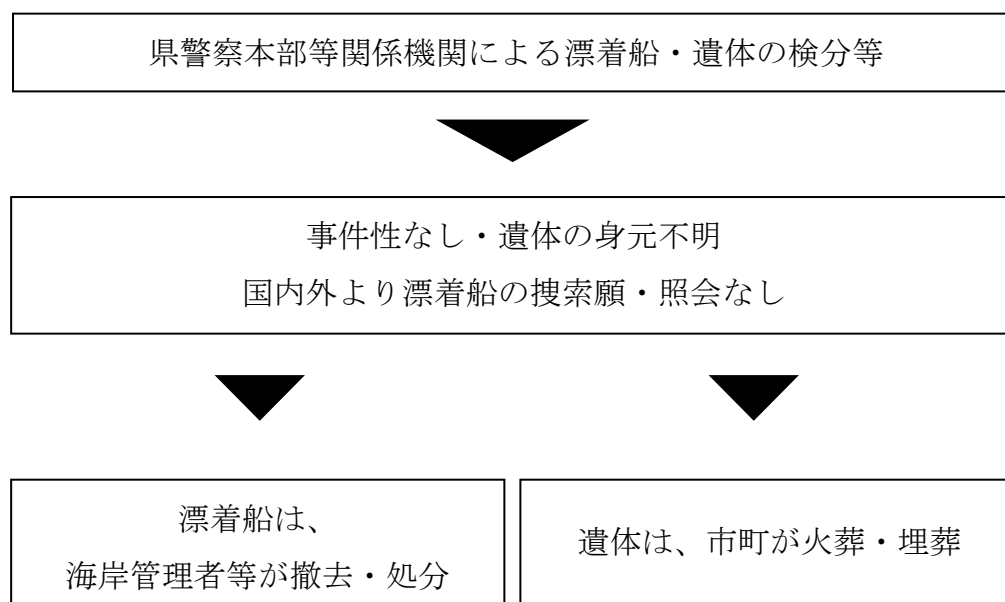 県警察本部等関係機関による漂着船・遺体の検分等
事件性なし・遺体の身元不明
国内外より漂着船の捜索願・照会なし
漂着船は、
海岸管理者等が撤去・処分
遺体は、市町が火葬・埋葬